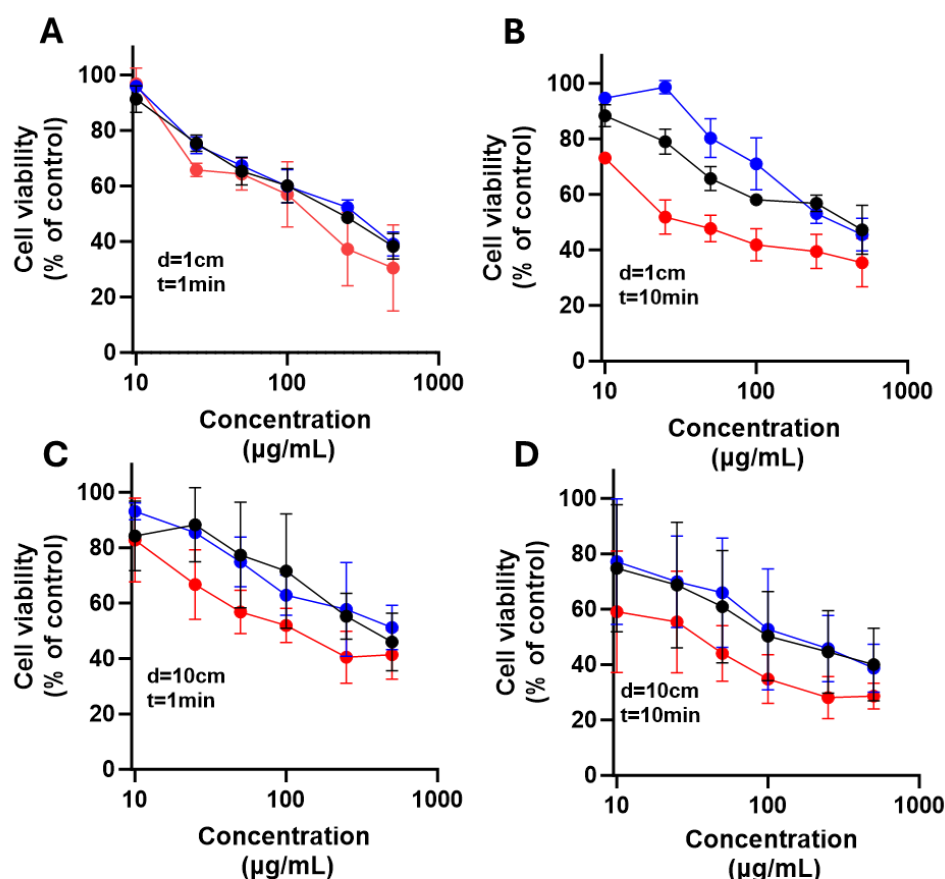 A
Cell viability
(% of control)
100
80
60
40
20
0
d=1cm
t=1min
10
100
1000
Concentration
(µg/mL)
B
Cell viability
(% of control)
100
80
60
40
20
0
d=1cm
t=10min
10
100
1000
Concentration
(µg/mL)
C
Cell viability
(% of control)
100
80
60
40
20
0
d=10cm
t=1min
10
100
1000
Concentration
(µg/mL)
D
Cell viability
(% of control)
100
80
60
40
20
0
d=10cm
t=10min
10
100
1000
Concentration
(µg/mL)